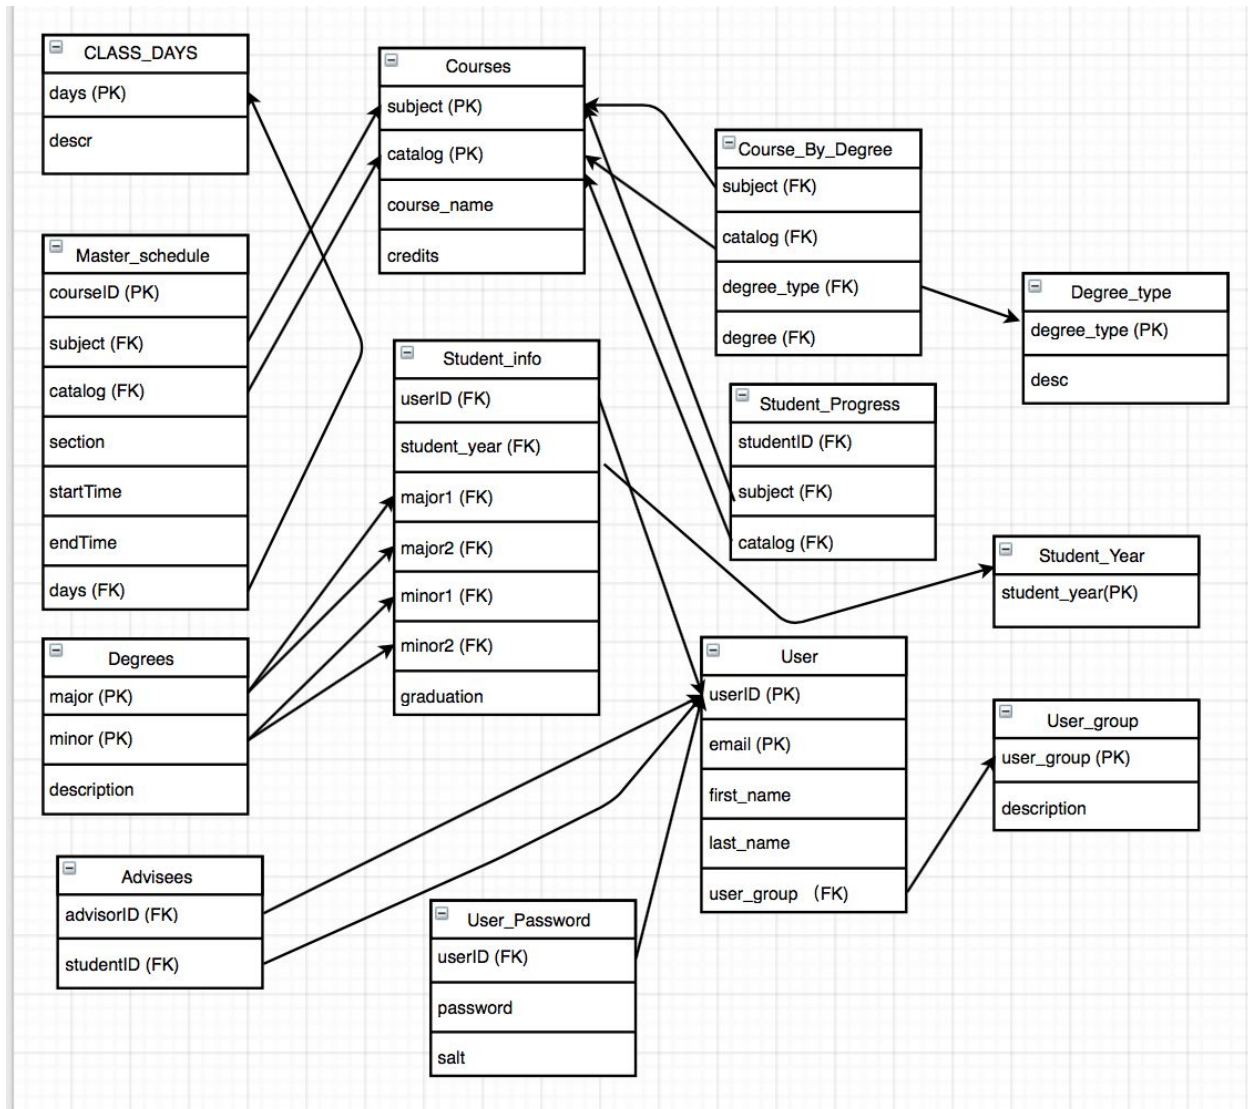 CLASS_DAYS
days (PK)
descr
Courses
subject (PK)
catalog (PK)
course_name
credits
Course_By_Degree
subject (FK)
catalog (FK)
degree_type (FK)
degree (FK)
Master_schedule
courseID (PK)
subject (FK)
catalog (FK)
section
startTime
endTime
days (FK)
Degree_type
degree_type (PK)
desc
Student_info
userID (FK)
student_year (FK)
major1 (FK)
major2 (FK)
minor1 (FK)
minor2 (FK)
graduation
Student_Progress
studentID (FK)
subject (FK)
catalog (FK)
Student_Year
student_year(PK)
Degrees
major (PK)
minor (PK)
description
User
userID (PK)
email (PK)
first_name
last_name
user_group (FK)
User_group
user_group (PK)
description
Advisees
advisorID (FK)
studentID (FK)
User_Password
userID (FK)
password
salt